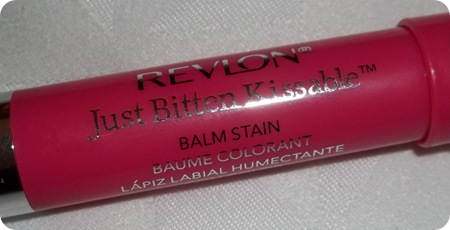 REVLON®
Just Bitten Kissable™
BALM STAIN
BAUME COLORANT
LÁPIZ LABIAL HUMECTANTE